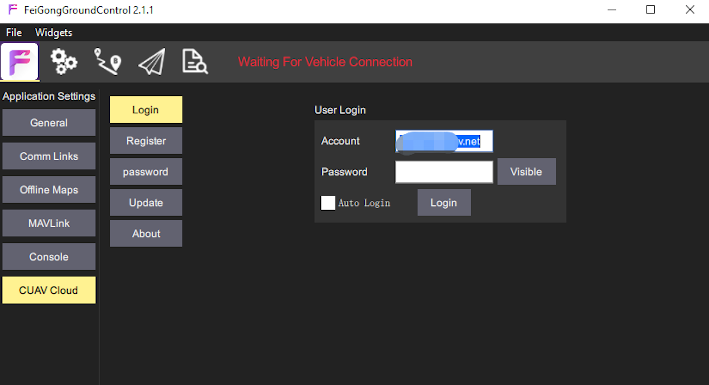 FeiGongGroundControl 2.1.1
File Widgets
Waiting For Vehicle Connection
Application Settings
General
Comm Links
Offline Maps
MAVLink
Console
CUAV Cloud
Login
Register
password
Update
About
User Login
Account v.net
Password Visible
Auto Login Login